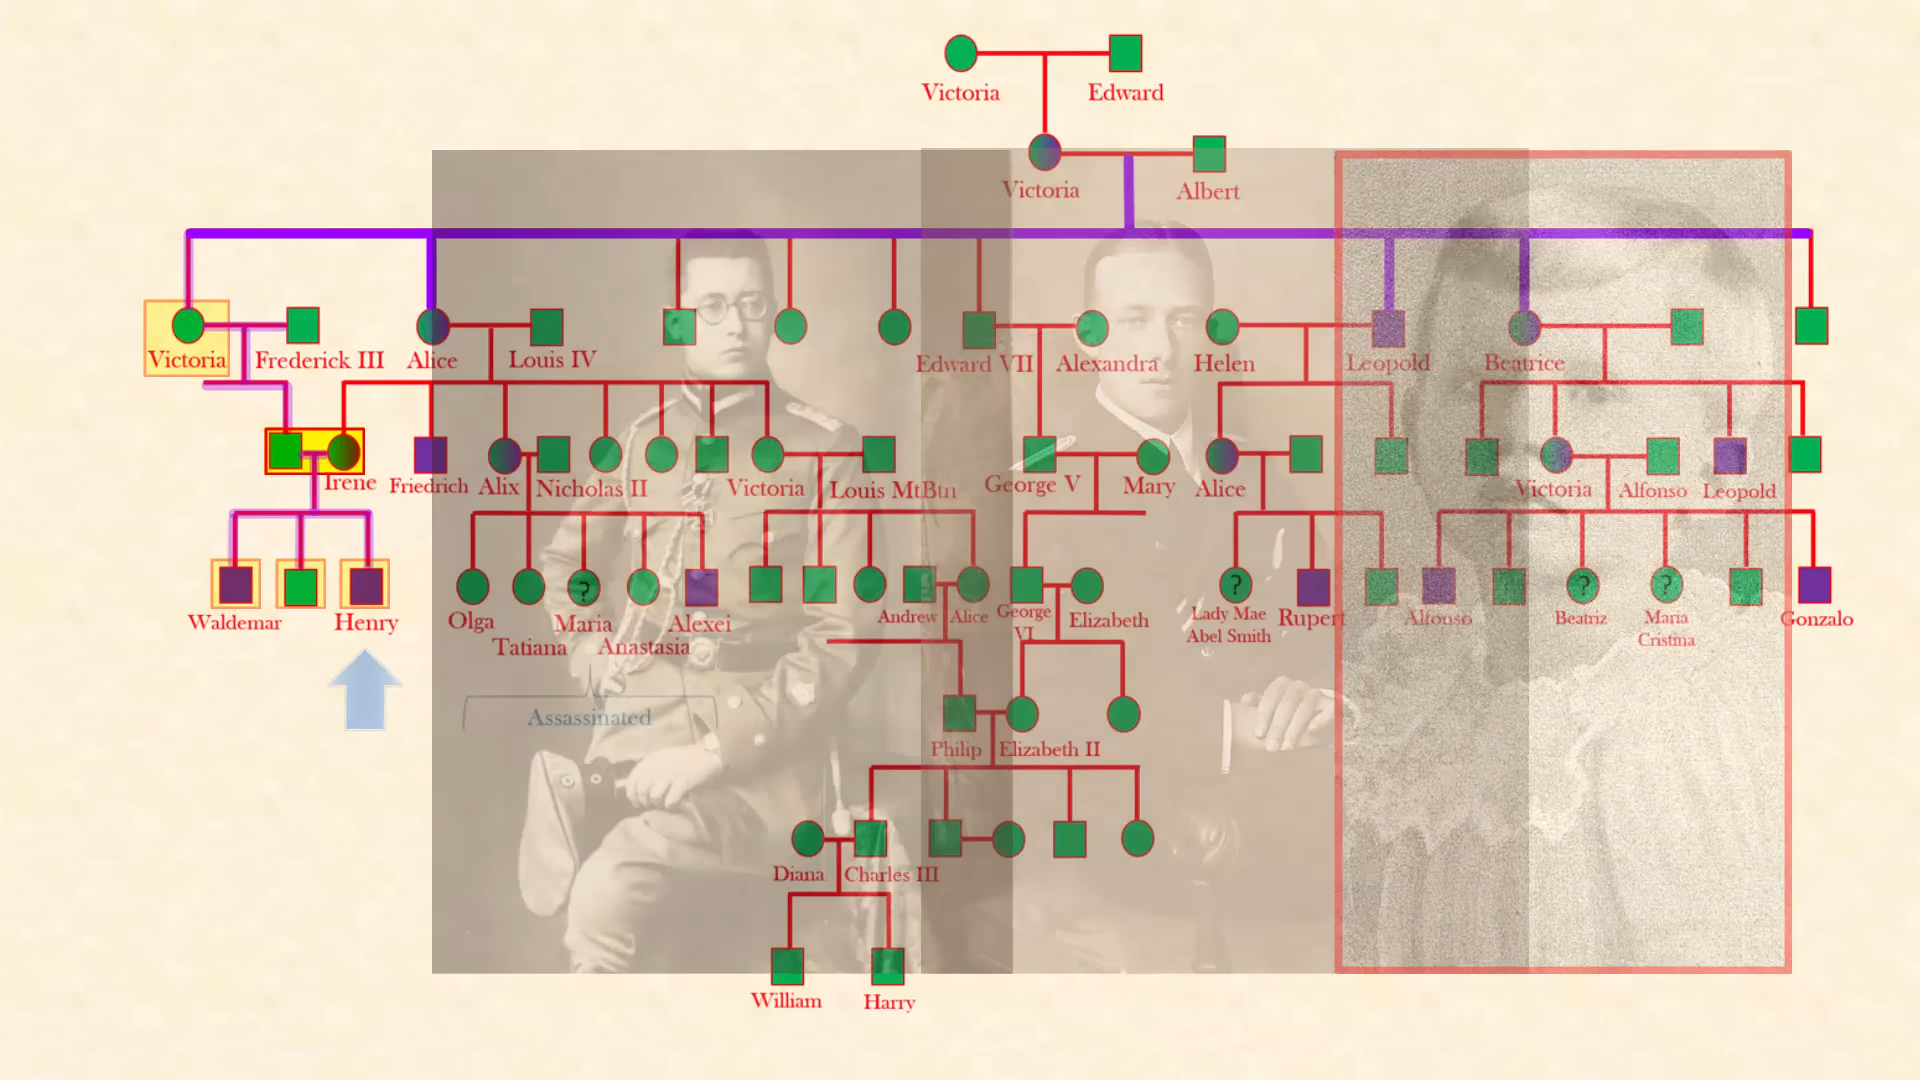 Victoria
Edward
Victoria
Albert
Victoria
Frederick III
Alice
Louis IV
Edward VII
Alexandra
Helen
Leopold
Beatrice
Irene
Friedrich
Alix
Nicholas II
Victoria
Louis MtBtn
George V
Mary
Alice
Victoria
Alfonso
Leopold
?
?
?
?
Waldemar
Henry
Olga
Tatiana
Maria
Anastasia
Alexei
Andrew
Alice
George
VI
Elizabeth
Lady Mae
Abel Smith
Rupert
Alfonso
Beatriz
Maria
Cristina
Gonzalo
Assassinated
Philip
Elizabeth II
Diana
Charles III
William
Harry